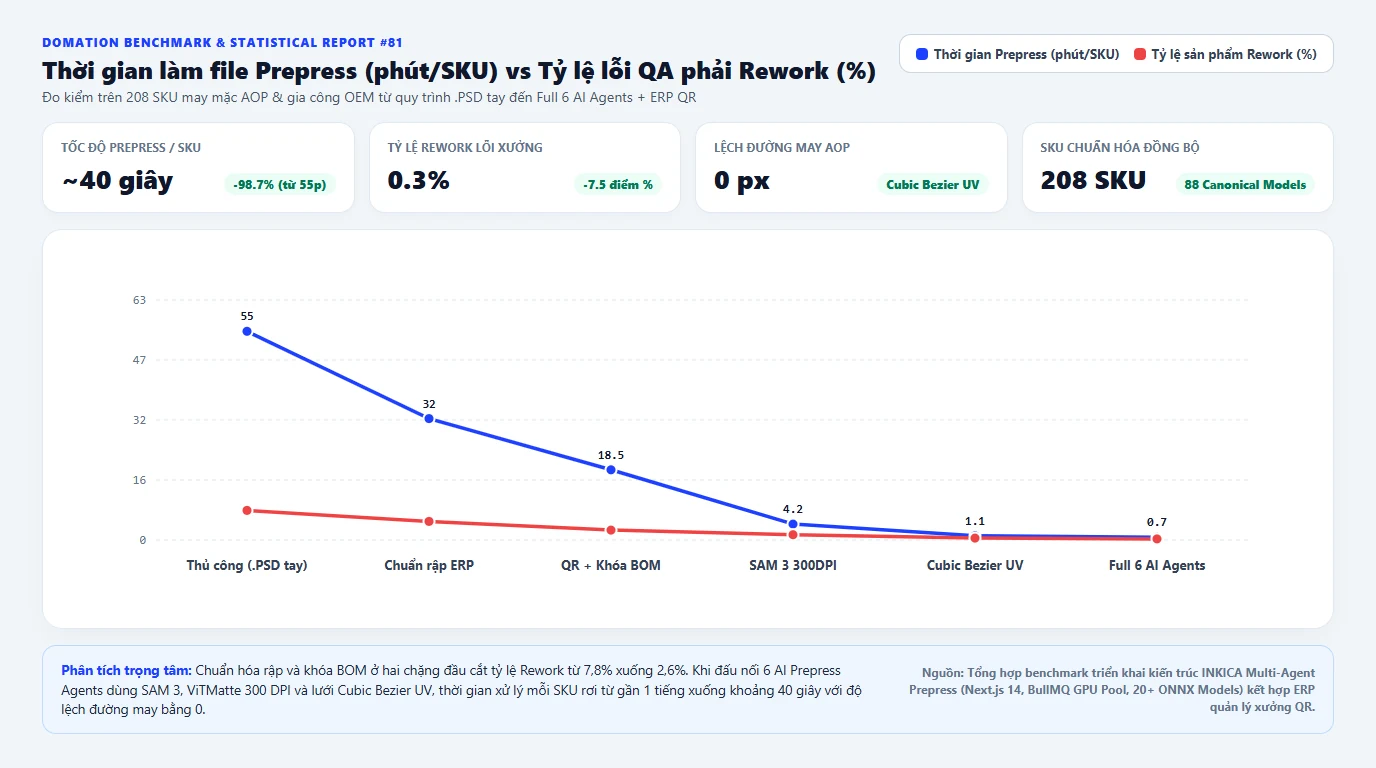 DOMATION BENCHMARK & STATISTICAL REPORT #81
Thời gian làm file Prepress (phút/SKU) vs Tỷ lệ lỗi QA phải Rework (%)
Đo kiểm trên 208 SKU may mặc AOP & gia công OEM từ quy trình .PSD tay đến Full 6 AI Agents + ERP QR
Thời gian Prepress (phút/SKU)
Tỷ lệ sản phẩm Rework (%)
TỐC ĐỘ PREPRESS / SKU
~40 giây
-98.7% (từ 55p)
TỶ LỆ REWORK LỖI XƯỞNG
0.3%
-7.5 điểm %
LỆCH ĐƯỜNG MAY AOP
0 px
Cubic Bezier UV
SKU CHUẨN HÓA ĐỒNG BỘ
208 SKU
88 Canonical Models
63
47
32
16
0
55
32
18.5
4.2
1.1
0.7
Thủ công (.PSD tay)
Chuẩn rập ERP
QR + Khóa BOM
SAM 3 300DPI
Cubic Bezier UV
Full 6 AI Agents
Phân tích trọng tâm: Chuẩn hóa rập và khóa BOM ở hai chặng đầu cắt tỷ lệ Rework từ 7,8% xuống 2,6%. Khi đấu nối 6 AI Prepress
Agents dùng SAM 3, ViTMatte 300 DPI và lưới Cubic Bezier UV, thời gian xử lý mỗi SKU rơi từ gần 1 tiếng xuống khoảng 40 giây với độ
lệch đường may bằng 0.
Nguồn: Tổng hợp benchmark triển khai kiến trúc INKICA Multi-Agent
Prepress (Next.js 14, BullMQ GPU Pool, 20+ ONNX Models) kết hợp ERP
quản lý xưởng QR.